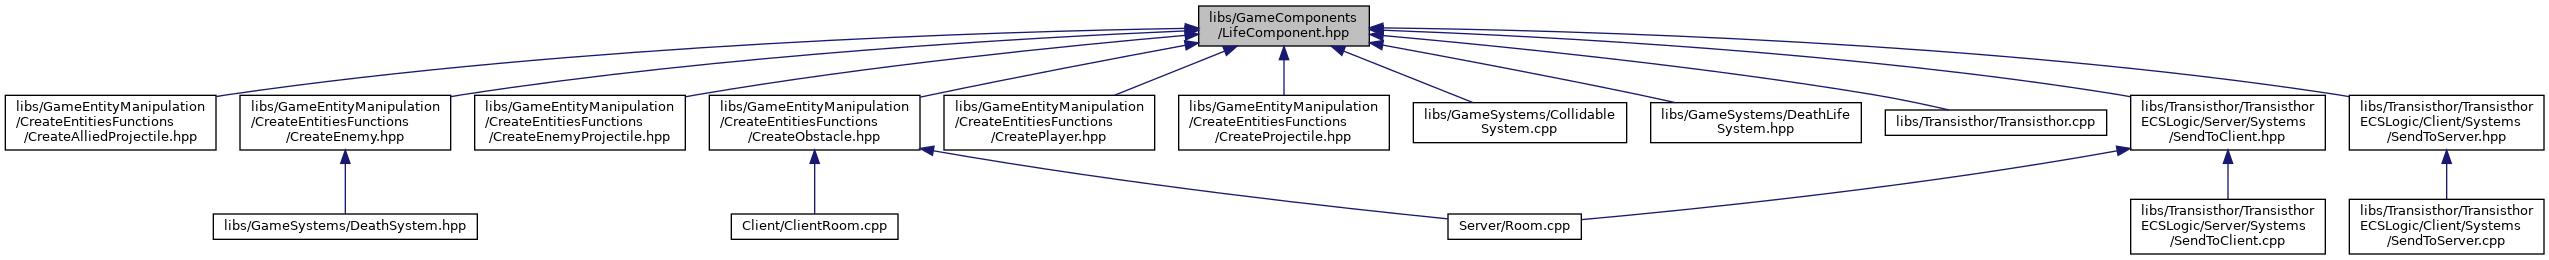 libs/GameComponents
/LifeComponent.hpp
libs/GameEntityManipulation
/CreateEntitiesFunctions
/CreateAlliedProjectile.hpp
libs/GameEntityManipulation
/CreateEntitiesFunctions
/CreateEnemy.hpp
libs/GameEntityManipulation
/CreateEntitiesFunctions
/CreateEnemyProjectile.hpp
libs/GameEntityManipulation
/CreateEntitiesFunctions
/CreateObstacle.hpp
libs/GameEntityManipulation
/CreateEntitiesFunctions
/CreatePlayer.hpp
libs/GameEntityManipulation
/CreateEntitiesFunctions
/CreateProjectile.hpp
libs/GameSystems/Collidable
System.cpp
libs/GameSystems/DeathLife
System.hpp
libs/Transisthor/Transisthor.cpp
libs/Transisthor/Transisthor
ECSLogic/Server/Systems
/SendToClient.hpp
libs/Transisthor/Transisthor
ECSLogic/Client/Systems
/SendToServer.hpp
libs/GameSystems/DeathSystem.hpp
Client/ClientRoom.cpp
Server/Room.cpp
libs/Transisthor/Transisthor
ECSLogic/Server/Systems
/SendToClient.cpp
libs/Transisthor/Transisthor
ECSLogic/Client/Systems
/SendToServer.cpp